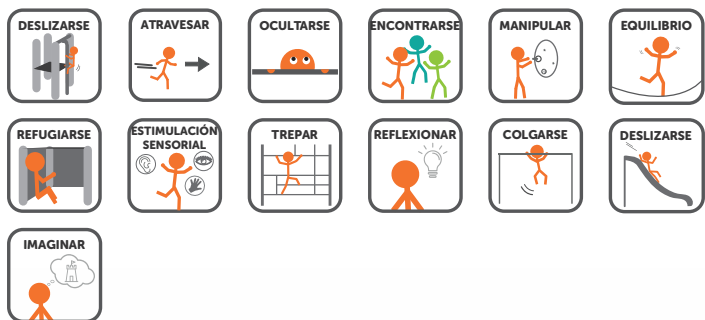 DESLIZARSE
ATRAVESAR
OCULTARSE
ENCONTRARSE
MANIPULAR
EQUILIBRIO
REFUGIARSE
ESTIMULACIÓN
SENSORIAL
TREPAR
REFLEXIONAR
COLGARSE
DESLIZARSE
IMAGINAR